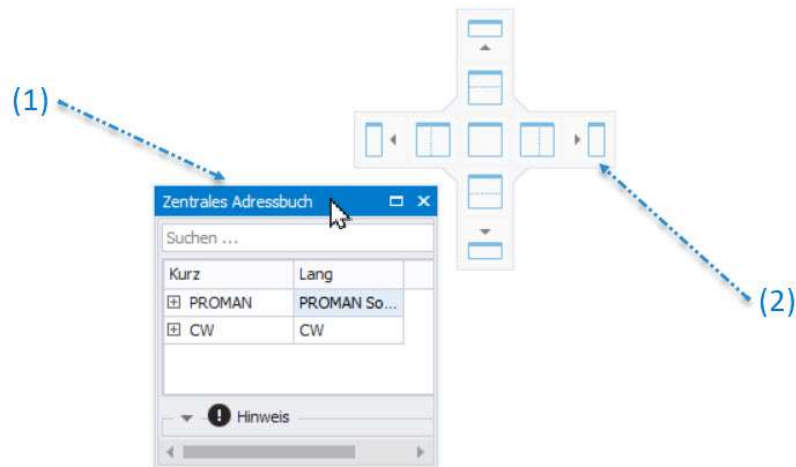 (1)
Zentrales Adressbuch
Suchen ...
Kurz Lang
PROMAN PROMAN So...
CW CW
Hinweis
(2)